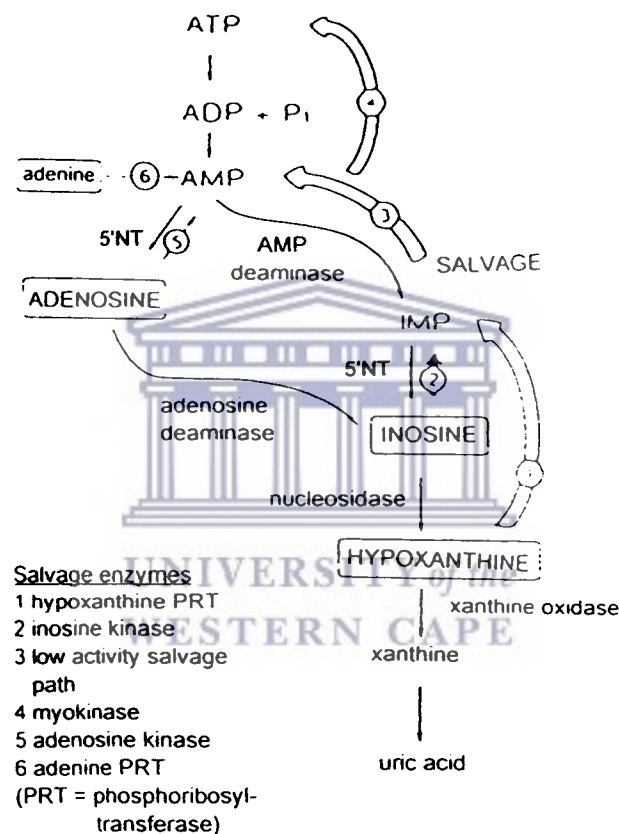 ATP
4
ADP + Pi
adenine 6 AMP
3
5'NT 5
AMP
deaminase
SALVAGE
ADENOSINE
IMP
5'NT 2
adenosine
deaminase
INOSINE
nucleosidase
HYPOXANTHINE
UNIVERSITY of the
WESTERN CAPE
xanthine oxidase
xanthine
uric acid
Salvage enzymes
1 hypoxanthine PRT
2 inosine kinase
3 low activity salvage
path
4 myokinase
5 adenosine kinase
6 adenine PRT
(PRT = phosphoribosyl-
transferase)